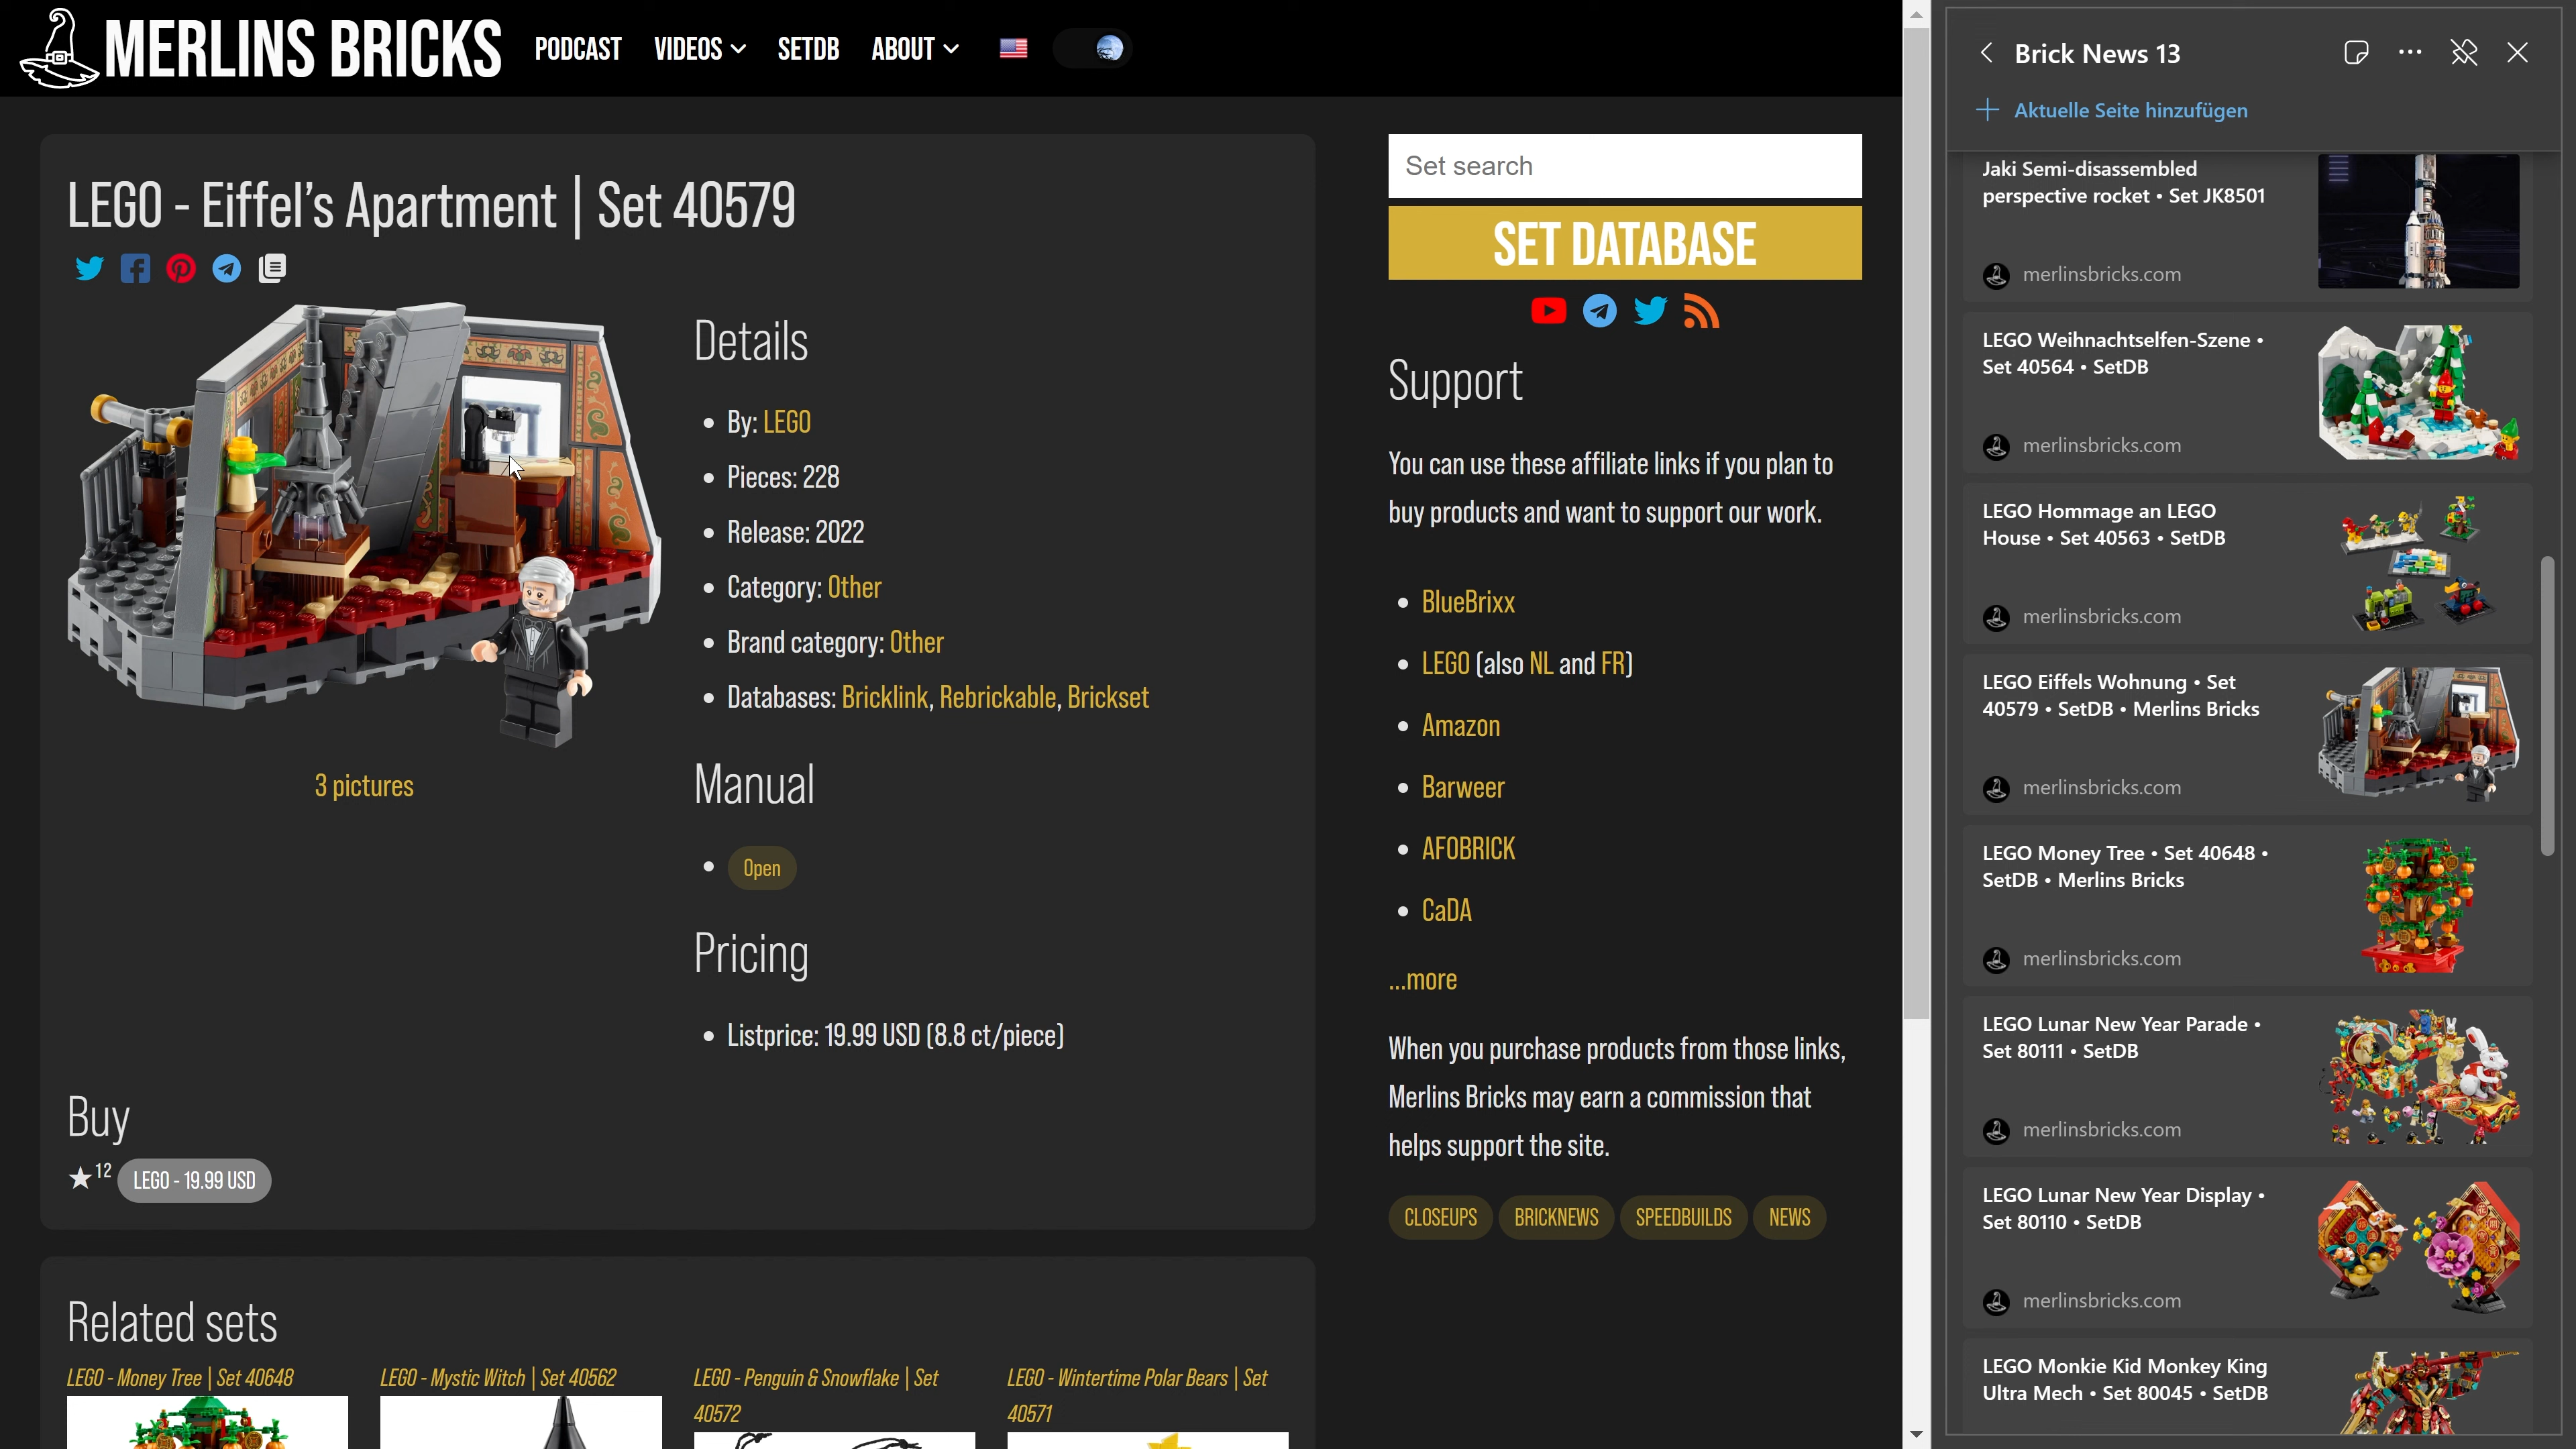 MERLINS BRICKS
PODCAST
VIDEOS
SETDB
ABOUT
LEGO - Eiffel's Apartment | Set 40579
Details
By: LEGO
Pieces: 228
Release: 2022
Category: Other
Brand category: Other
Databases: Bricklink, Rebrickable, Brickset
3 pictures
Manual
Open
Pricing
Listprice: 19.99 USD (8.8 ct/piece)
Buy
★12 LEGO - 19.99 USD
Related sets
LEGO - Money Tree | Set 40648
LEGO - Mystic Witch | Set 40562
LEGO - Penguin & Snowflake | Set
40572
LEGO - Wintertime Polar Bears | Set
40571
Set search
SET DATABASE
Support
You can use these affiliate links if you plan to
buy products and want to support our work.
BlueBrixx
LEGO (also NL and FR)
Amazon
Barweer
AFOBRICK
CaDA
...more
When you purchase products from those links,
Merlins Bricks may earn a commission that
helps support the site.
CLOSEUPS
BRICKNEWS
SPEEDBUILDS
NEWS
Brick News 13
Aktuelle Seite hinzufügen
Jaki Semi-disassembled
perspective rocket • Set JK8501
merlinsbricks.com
LEGO Weihnachtselfen-Szene •
Set 40564 • SetDB
merlinsbricks.com
LEGO Hommage an LEGO
House • Set 40563 • SetDB
merlinsbricks.com
LEGO Eiffels Wohnung • Set
40579 • SetDB • Merlins Bricks
merlinsbricks.com
LEGO Money Tree • Set 40648 •
SetDB • Merlins Bricks
merlinsbricks.com
LEGO Lunar New Year Parade •
Set 80111 • SetDB
merlinsbricks.com
LEGO Lunar New Year Display •
Set 80110 • SetDB
merlinsbricks.com
LEGO Monkie Kid Monkey King
Ultra Mech • Set 80045 • SetDB